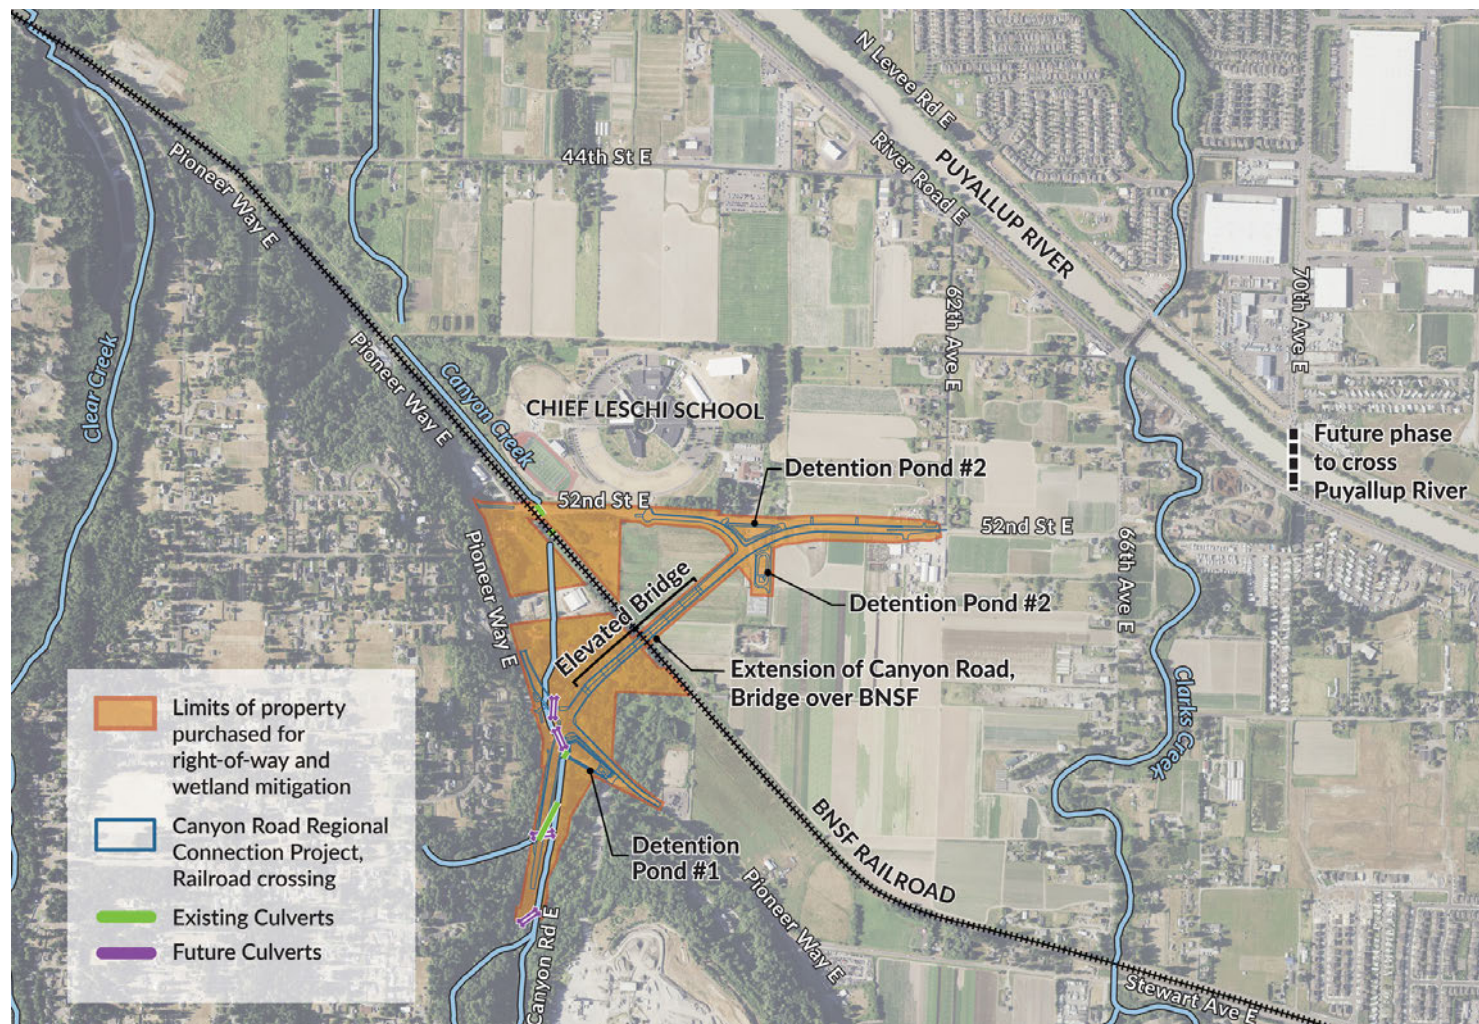 N Levee Rd E
River Road E
PUYALLUP RIVER
44th St E
Pioneer Way E
62th Ave E
70th Ave E
Clear Creek
Pioneer Way E
Canyon Creek
CHIEF LESCHI SCHOOL
Future phase
to cross
Puyallup River
Detention Pond #2
52nd St E
52nd St E
66th Ave E
Pioneer Way E
Elevated Bridge
Detention Pond #2
Extension of Canyon Road,
Bridge over BNSF
Clarks Creek
Limits of property
purchased for
right-of-way and
wetland mitigation
Canyon Road Regional
Connection Project,
Railroad crossing
Existing Culverts
Future Culverts
Detention
Pond #1
BNSF RAILROAD
Pioneer Way E
Canyon Rd E
Stewart Ave E